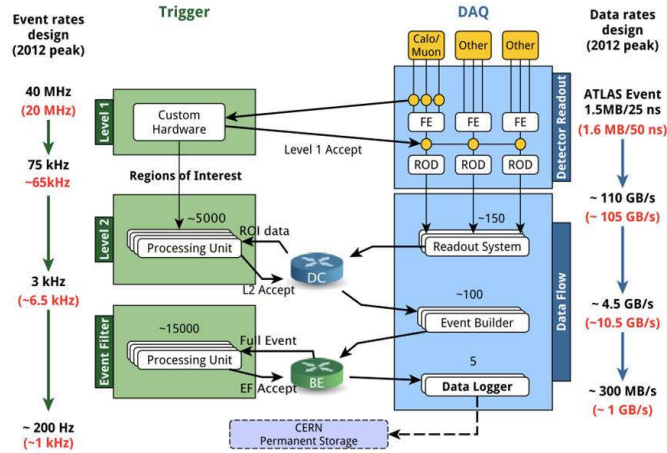 Event rates
design
(2012 peak)
Trigger
DAQ
Data rates
design
(2012 peak)
40 MHz
(20 MHz)
75 kHz
~65kHz
3 kHz
(~6.5 kHz)
~ 200 Hz
(~1 kHz)
Level 1
Custom
Hardware
Level 1 Accept
Regions of Interest
Calo/
Muon
Other
Other
FE
FE
FE
ROD
ROD
ROD
Detector Readout
ATLAS Event
1.5MB/25 ns
(1.6 MB/50 ns)
~ 110 GB/s
(~ 105 GB/s)
~ 4.5 GB/s
(~10.5 GB/s)
~ 300 MB/s
(~ 1 GB/s)
Level 2
~5000
Processing Unit
ROI data
L2 Accept
DC
~150
Readout System
~100
Event Builder
Data Flow
Event Filter
~15000
Processing Unit
Full Event
EF Accept
BE
5
Data Logger
CERN
Permanent Storage